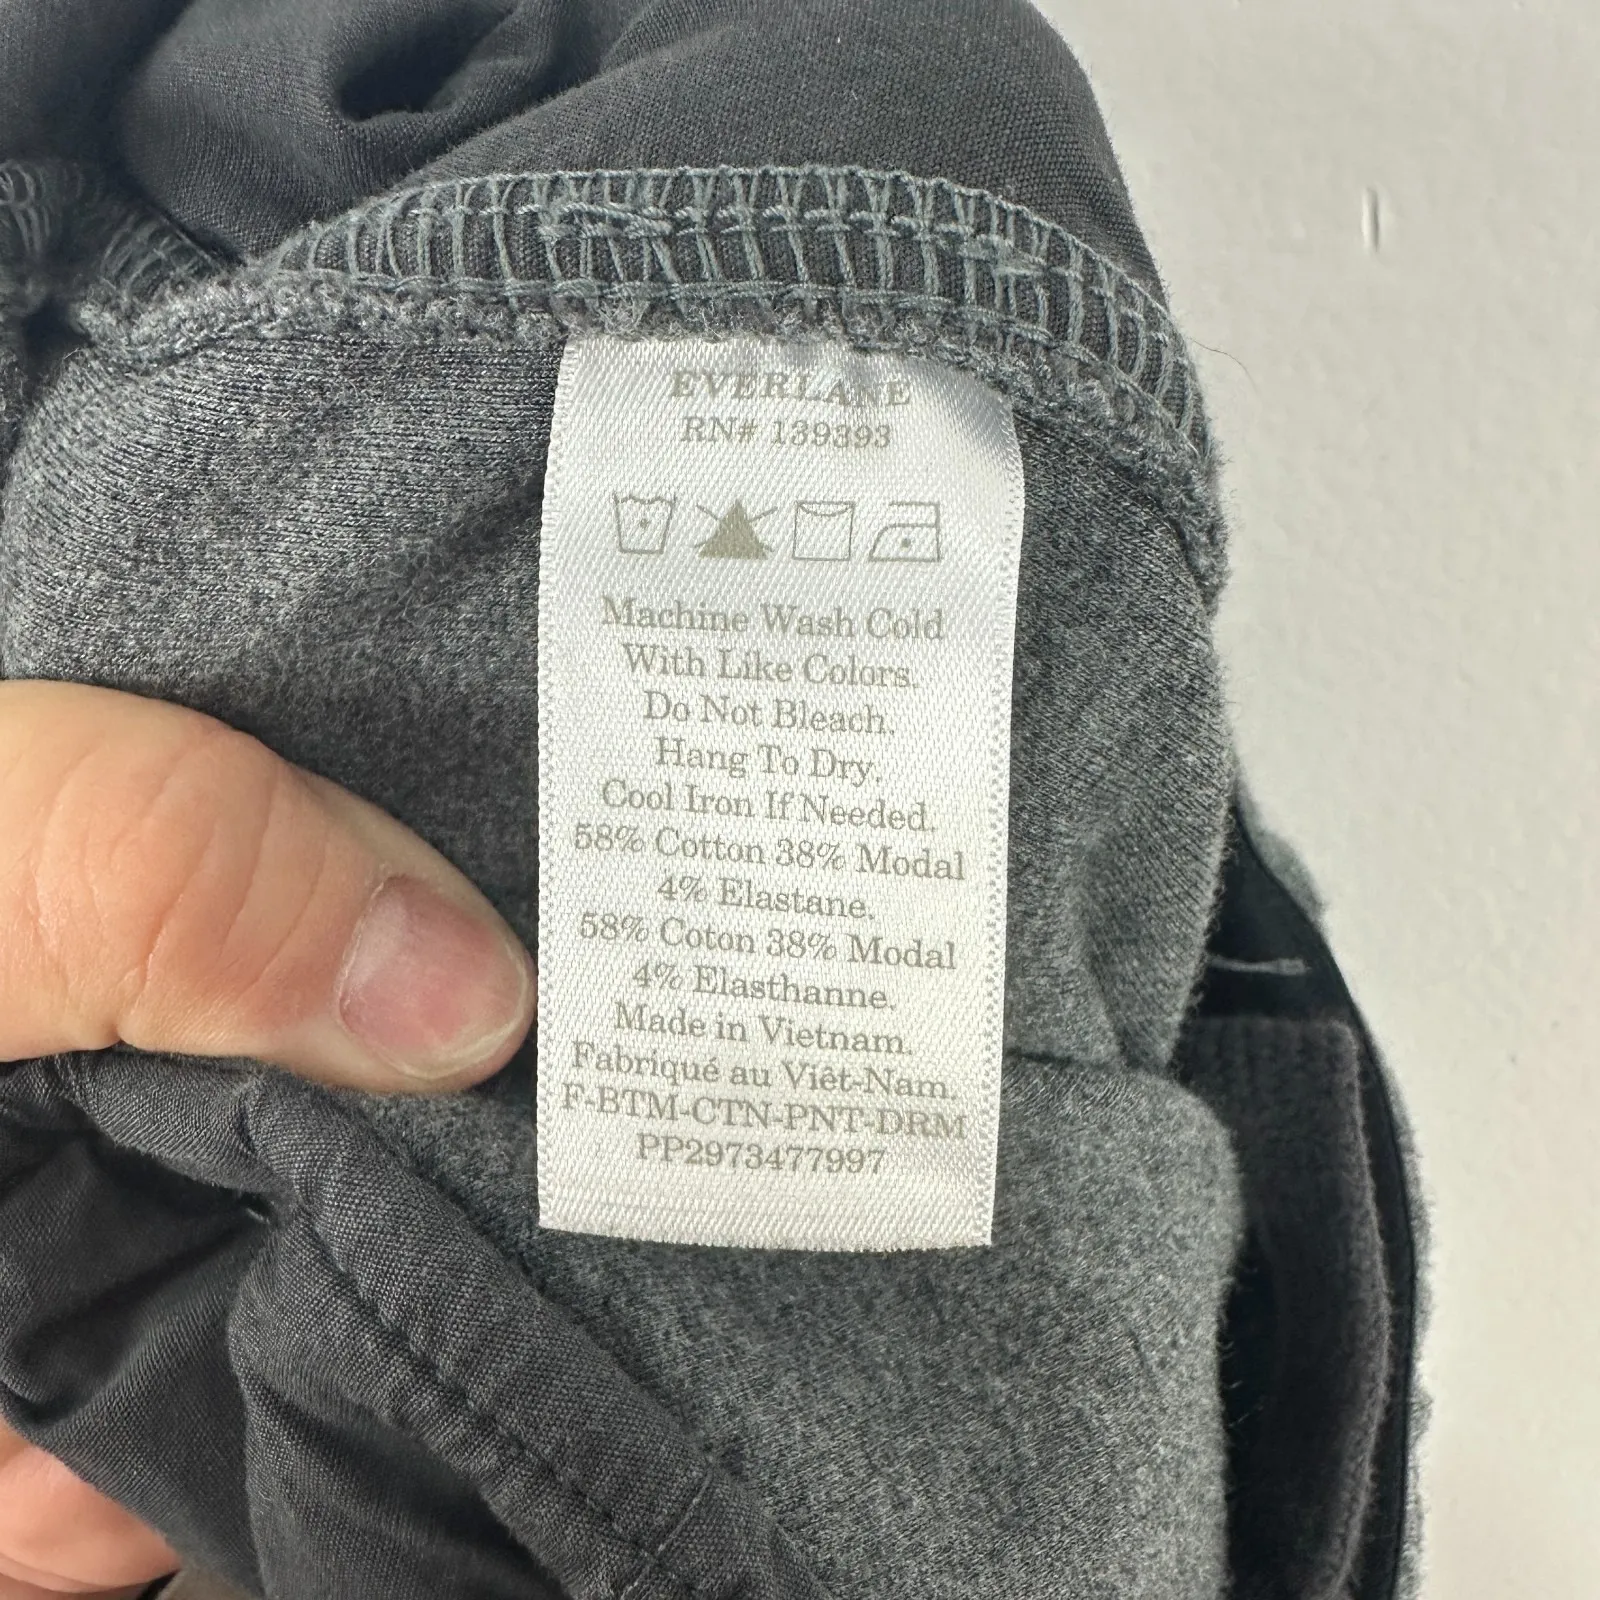 EVERLANE
RN# 139393
Machine Wash Cold
With Like Colors.
Do Not Bleach.
Hang To Dry.
Cool Iron If Needed.
58% Cotton 38% Modal
4% Elastane.
58% Coton 38% Modal
4% Elasthanne.
Made in Vietnam.
Fabriqué au Viêt-Nam.
F-BTM-CTN-PNT-DRM
PP2973477997